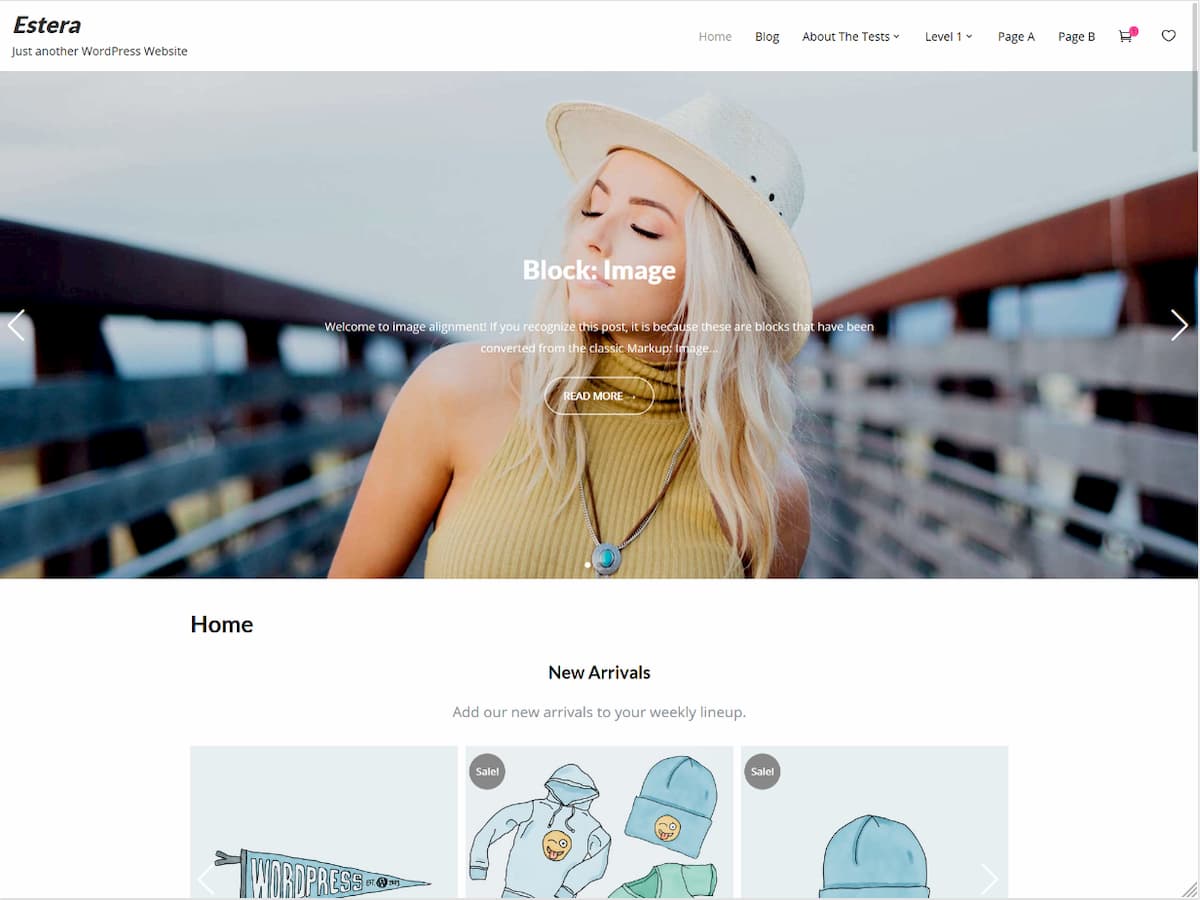 Estera
Just another WordPress Website
Home Blog About The Tests Level 1 Page A Page B
Block: Image
Welcome to image alignment! If you recognize this post, it is because these are blocks that have been
converted from the classic Markup: Image...
READ MORE →
Home
New Arrivals
Add our new arrivals to your weekly lineup.
Sale!
Sale!
WORDPRESS